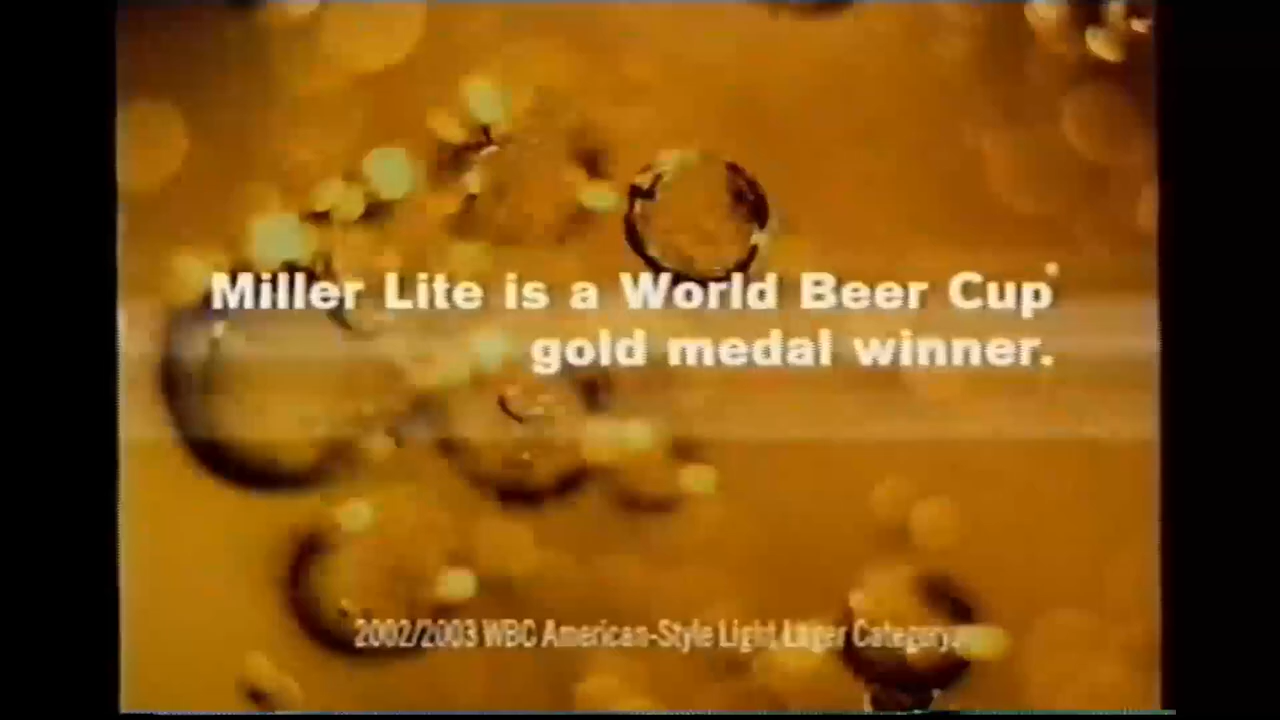 Miller Lite is a World Beer Cup
gold medal winner.
2002/2003 WBC American-Style Light Lager Category.